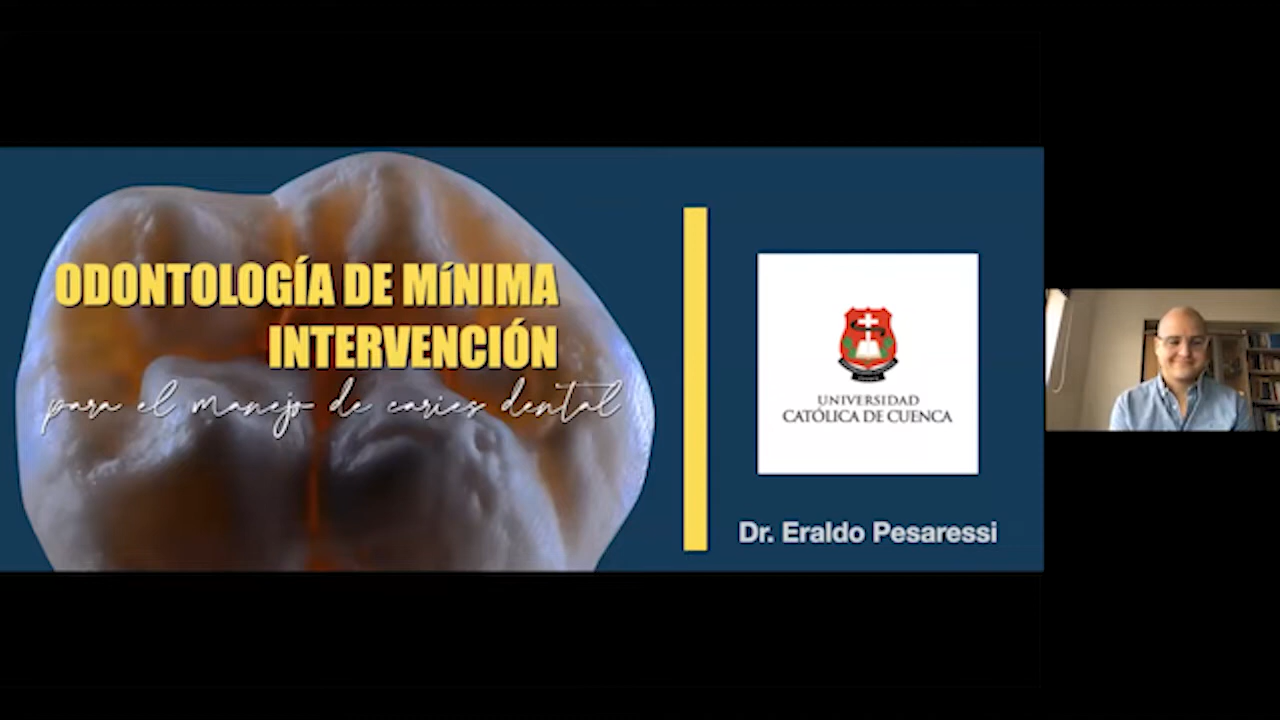 ODONTOLOGÍA DE MíNIMA
INTERVENCIÓN
para el manejo de caries dental
UNIVERSIDAD
CATÓLICA DE CUENCA
Dr. Eraldo Pesaressi